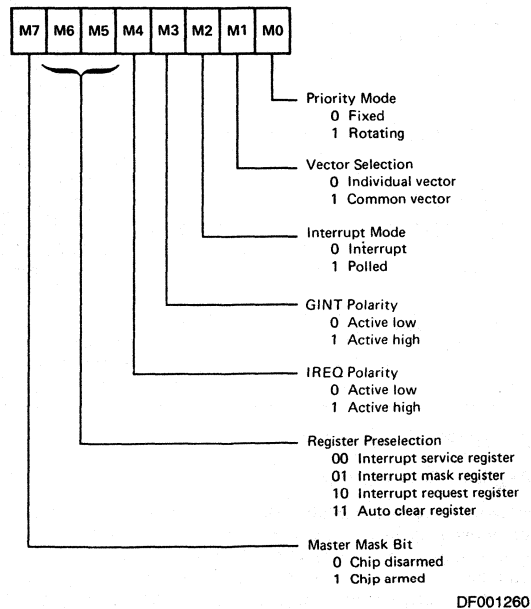 M7 M6 M5 M4 M3 M2 M1 M0
Priority Mode
0 Fixed
1 Rotating
Vector Selection
0 Individual vector
1 Common vector
Interrupt Mode
0 Interrupt
1 Polled
GINT Polarity
0 Active low
1 Active high
IREQ Polarity
0 Active low
1 Active high
Register Preselection
00 Interrupt service register
01 Interrupt mask register
10 Interrupt request register
11 Auto clear register
Master Mask Bit
0 Chip disarmed
1 Chip armed
DF001260